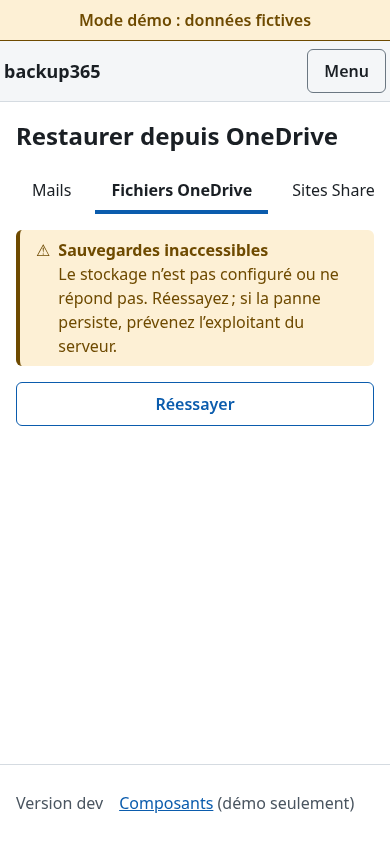 Mode démo : données fictives
backup365
Menu
Restaurer depuis OneDrive
Mails
Fichiers OneDrive
Sites Share
⚠ Sauvegardes inaccessibles
Le stockage n’est pas configuré ou ne
répond pas. Réessayez ; si la panne
persiste, prévenez l’exploitant du
serveur.
Réessayer
Version dev Composants (démo seulement)